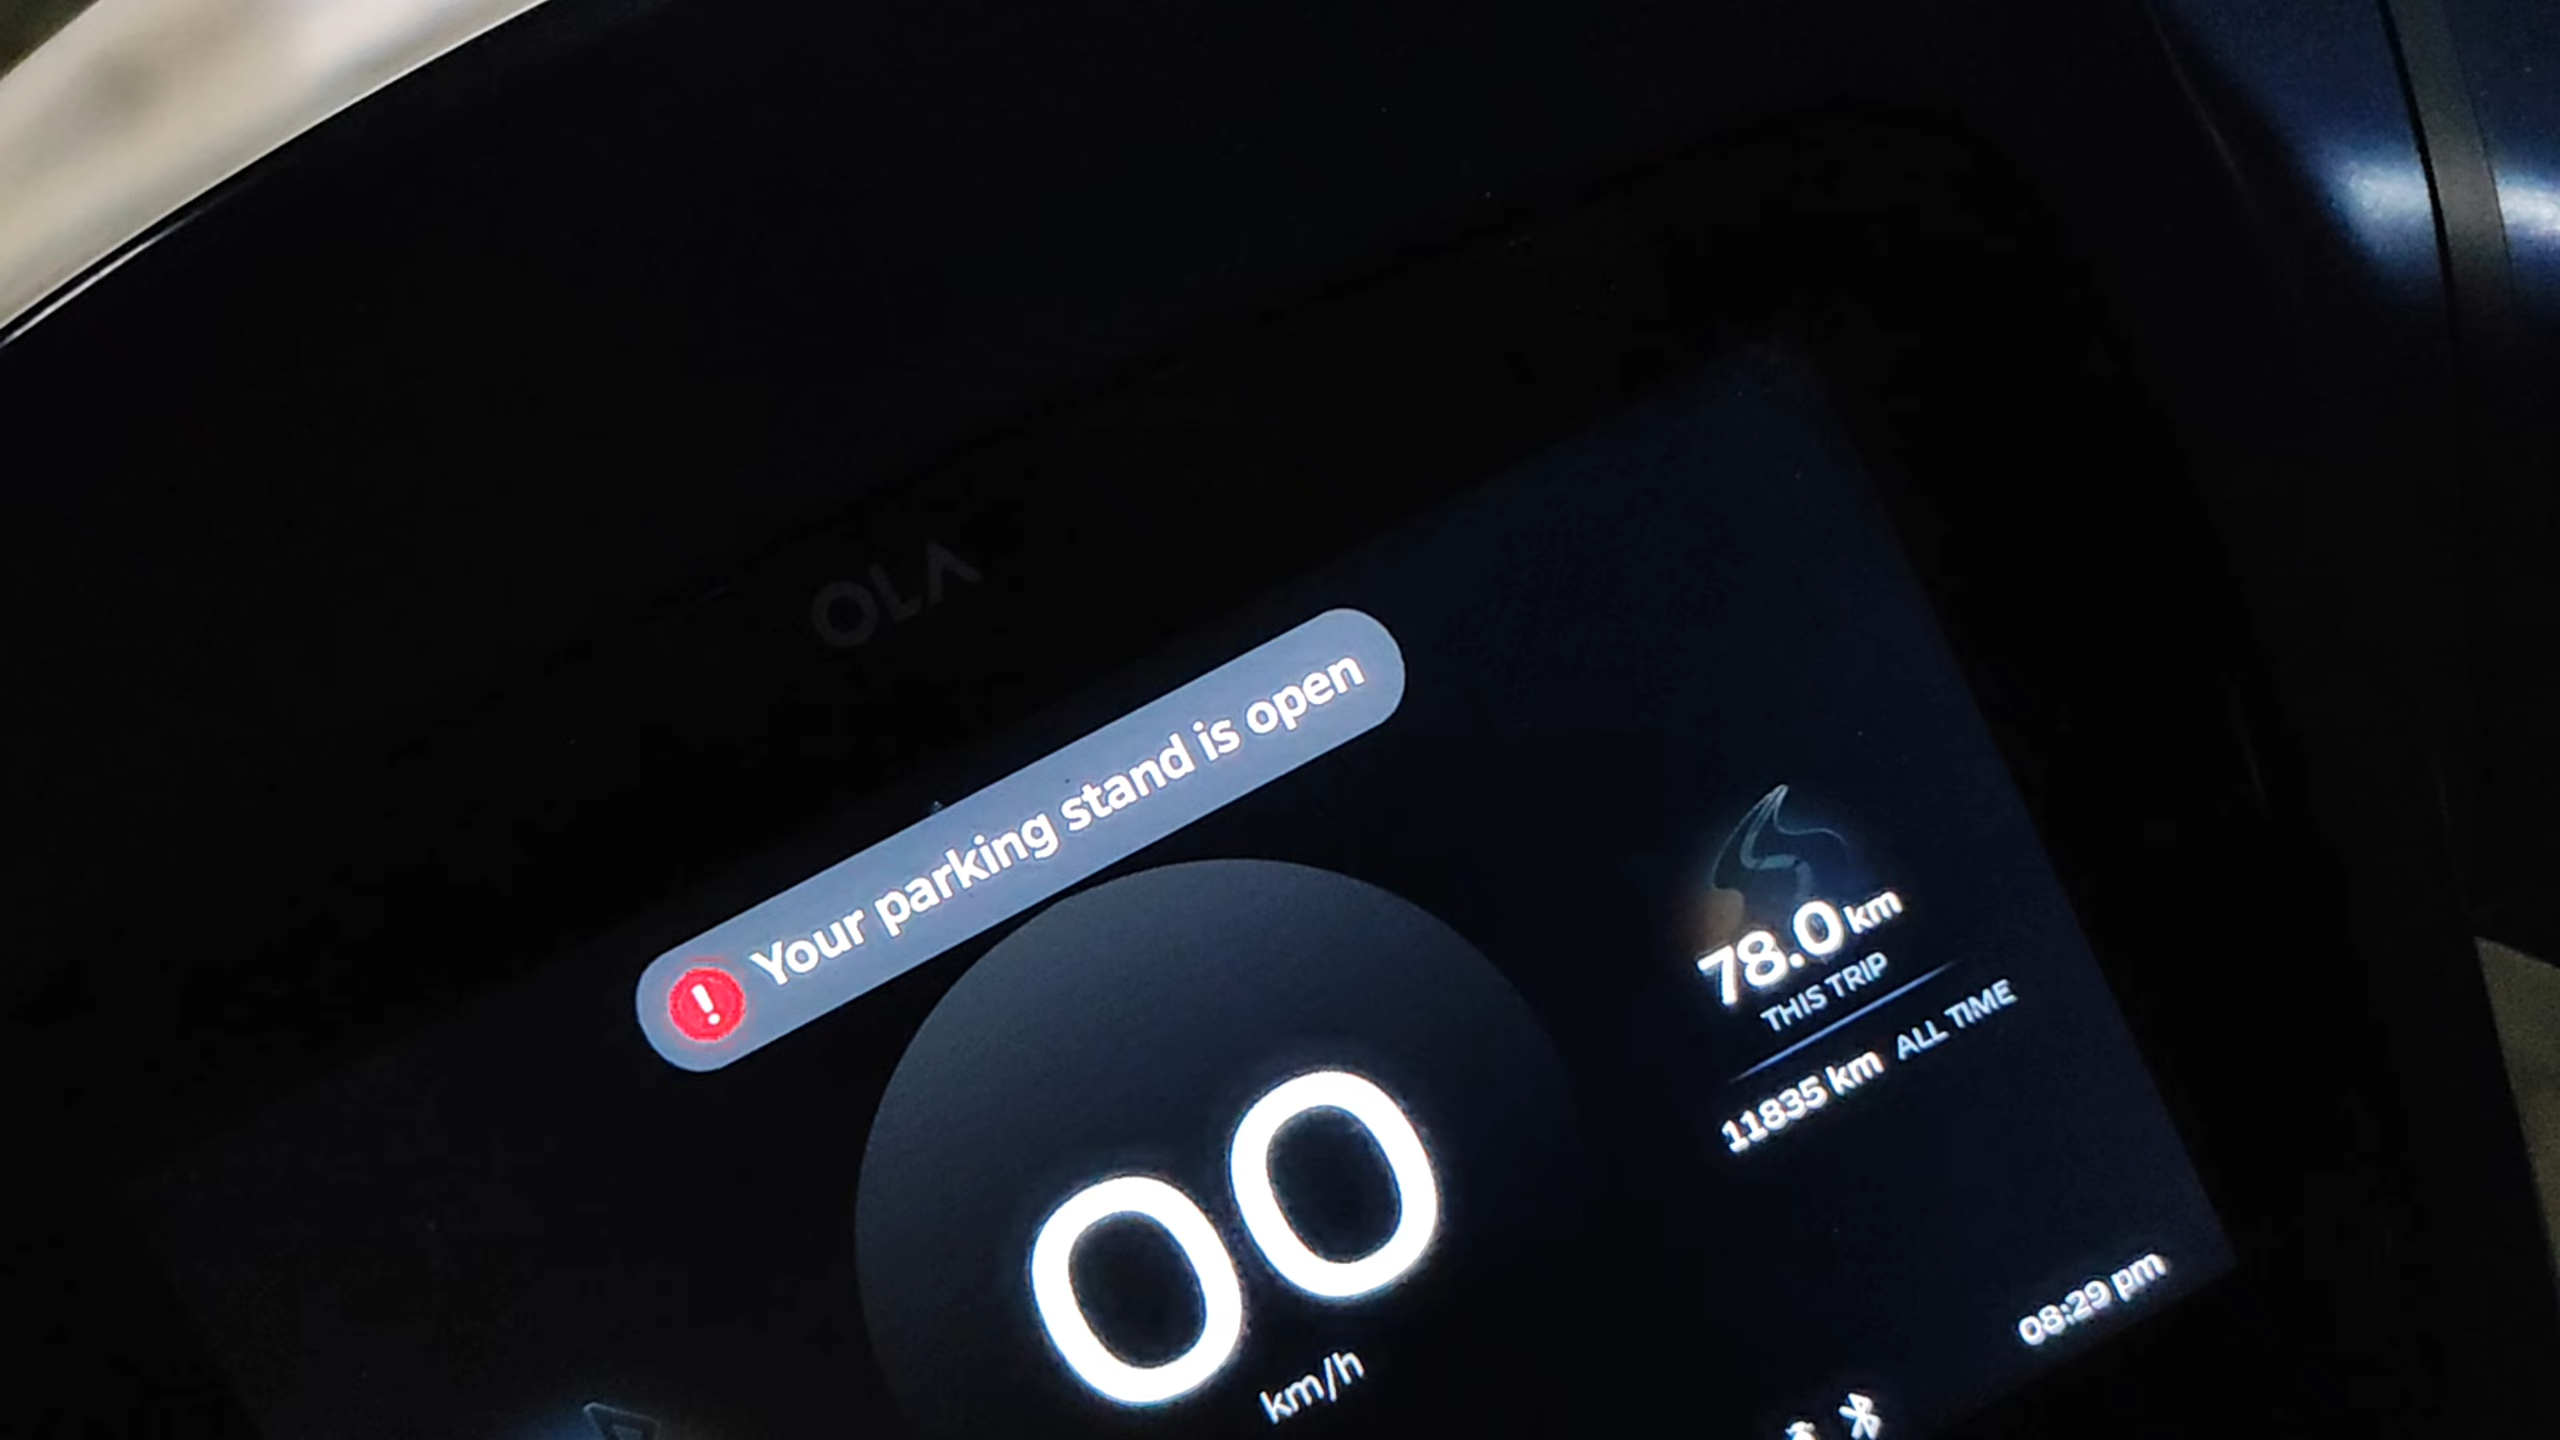 OLA
Your parking stand is open
78.0 km
THIS TRIP
11835 km ALL TIME
00
km/h
08:29 pm